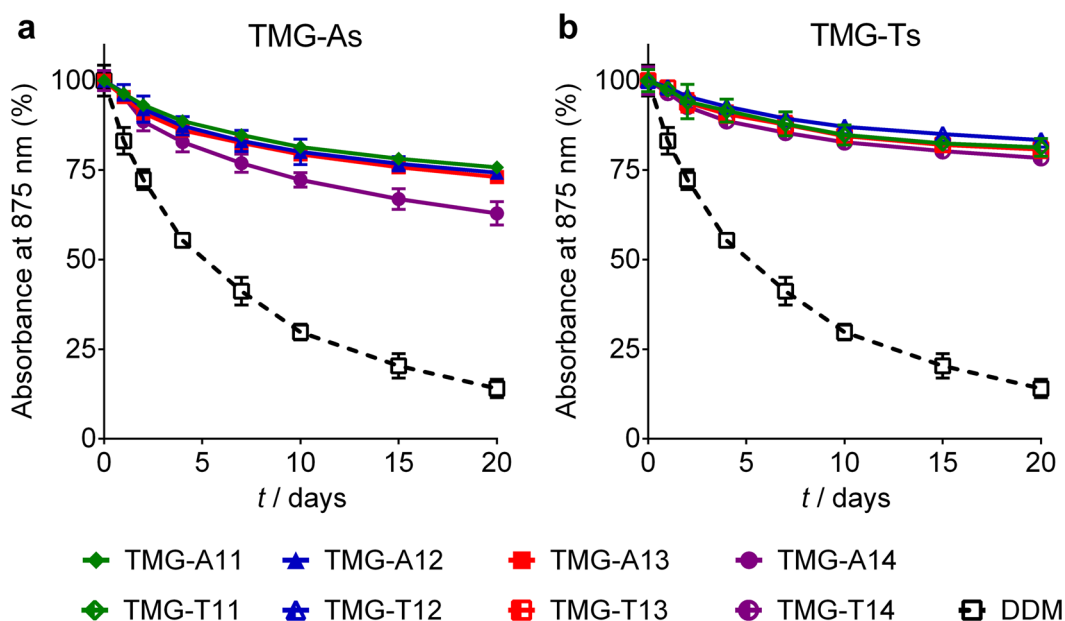 a TMG-As
Absorbance at 875 nm (%)
100
75
50
25
0
0 5 10 15 20
t / days
b TMG-Ts
Absorbance at 875 nm (%)
100
75
50
25
0
0 5 10 15 20
t / days
TMG-A11 TMG-A12 TMG-A13 TMG-A14
TMG-T11 TMG-T12 TMG-T13 TMG-T14 DDM